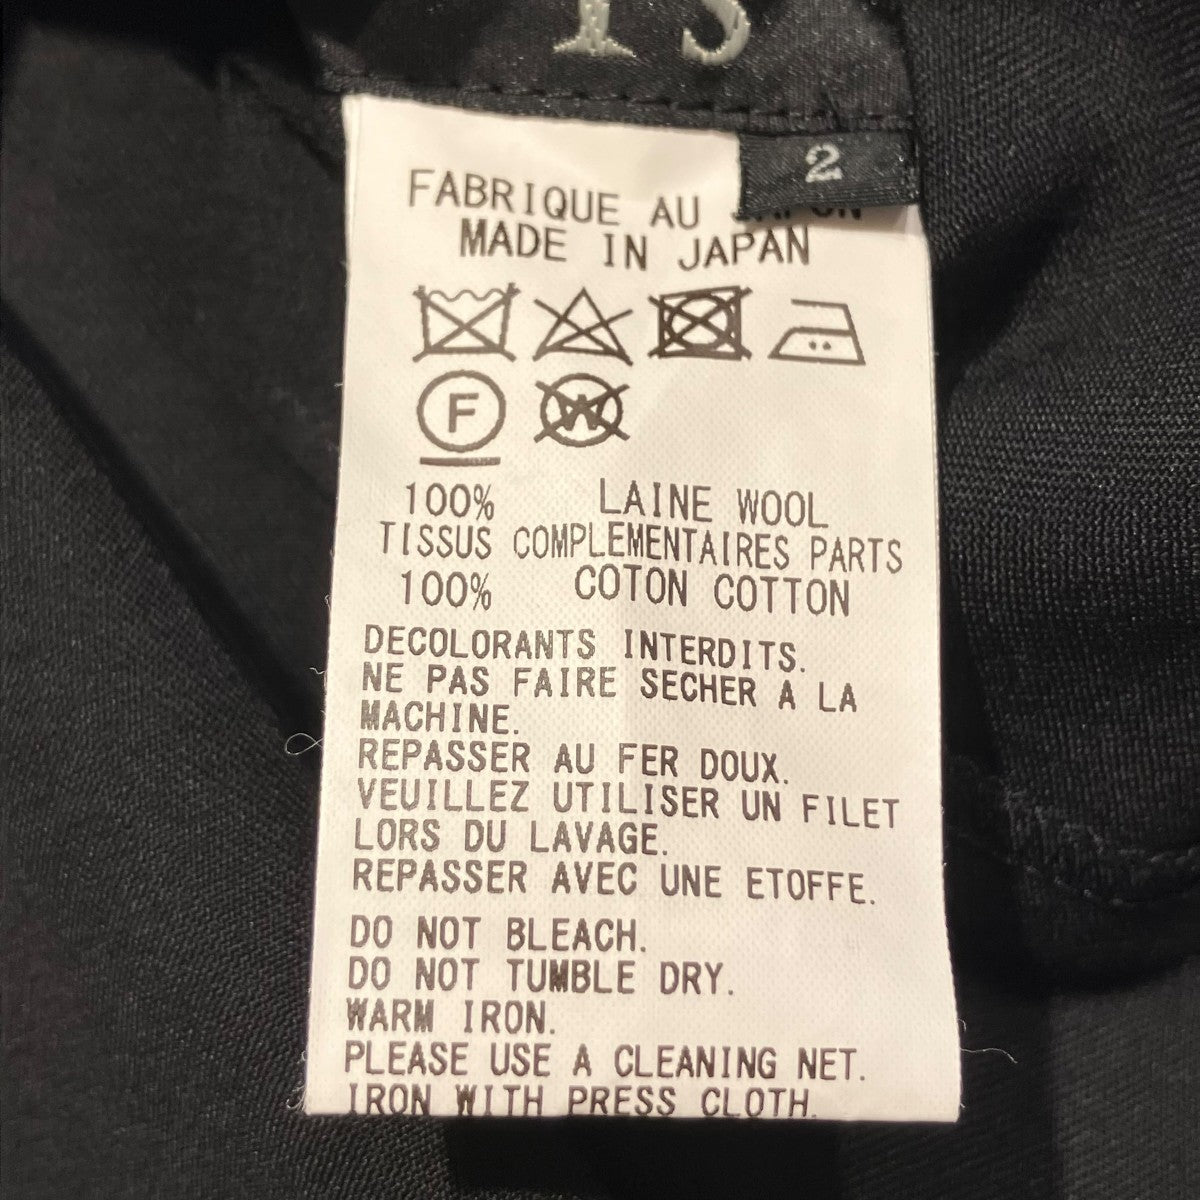 2
FABRIQUE AU JAPON
MADE IN JAPAN
F
W
100% LAINE WOOL
TISSUS COMPLEMENTAIRES PARTS
100% COTON COTTON
DECOLORANTS INTERDITS.
NE PAS FAIRE SECHER A LA
MACHINE.
REPASSER AU FER DOUX.
VEUILLEZ UTILISER UN FILET
LORS DU LAVAGE.
REPASSER AVEC UNE ETOFFE.
DO NOT BLEACH.
DO NOT TUMBLE DRY.
WARM IRON.
PLEASE USE A CLEANING NET.
IRON WITH PRESS CLOTH.